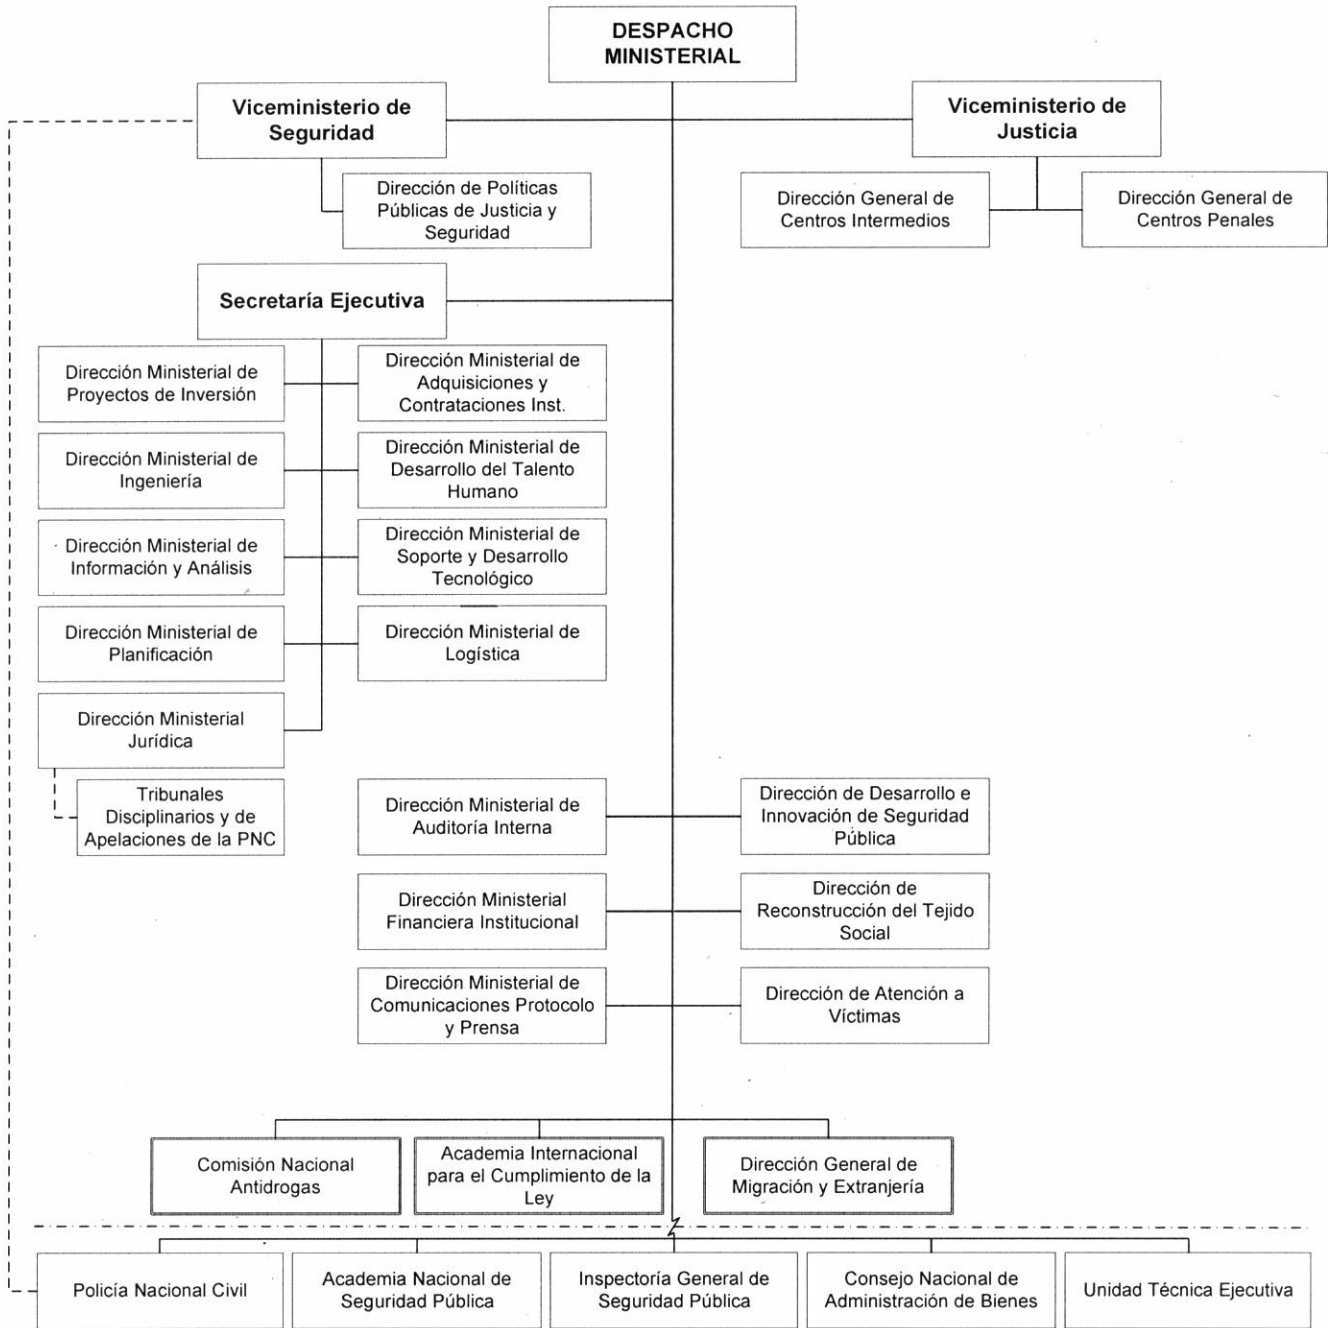 DESPACHO
MINISTERIAL
Viceministerio de
Seguridad
Viceministerio de
Justicia
Dirección de Políticas
Públicas de Justicia y
Seguridad
Dirección General de
Centros Intermedios
Dirección General de
Centros Penales
Secretaría Ejecutiva
Dirección Ministerial de
Proyectos de Inversión
Dirección Ministerial de
Adquisiciones y
Contrataciones Inst.
Dirección Ministerial de
Ingeniería
Dirección Ministerial de
Desarrollo del Talento
Humano
Dirección Ministerial de
Información y Análisis
Dirección Ministerial de
Soporte y Desarrollo
Tecnológico
Dirección Ministerial de
Planificación
Dirección Ministerial de
Logística
Dirección Ministerial
Jurídica
Tribunales
Disciplinarios y de
Apelaciones de la PNC
Dirección Ministerial de
Auditoría Interna
Dirección de Desarrollo e
Innovación de Seguridad
Pública
Dirección Ministerial
Financiera Institucional
Dirección de
Reconstrucción del Tejido
Social
Dirección Ministerial de
Comunicaciones Protocolo
y Prensa
Dirección de Atención a
Víctimas
Comisión Nacional
Antidrogas
Academia Internacional
para el Cumplimiento de la
Ley
Dirección General de
Migración y Extranjería
Policía Nacional Civil
Academia Nacional de
Seguridad Pública
Inspectoría General de
Seguridad Pública
Consejo Nacional de
Administración de Bienes
Unidad Técnica Ejecutiva